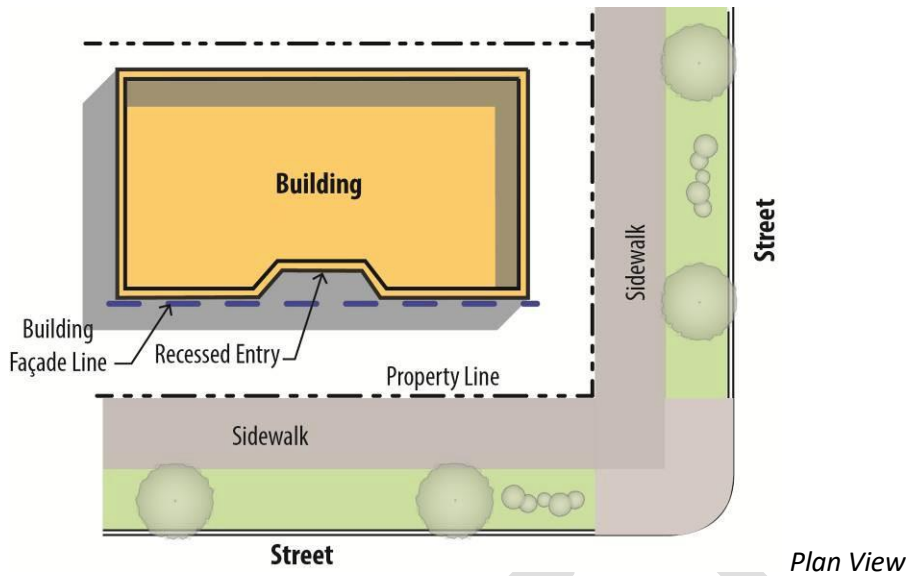 Building
Sidewalk
Street
Building
Façade Line
Recessed Entry
Property Line
Sidewalk
Street
Plan View